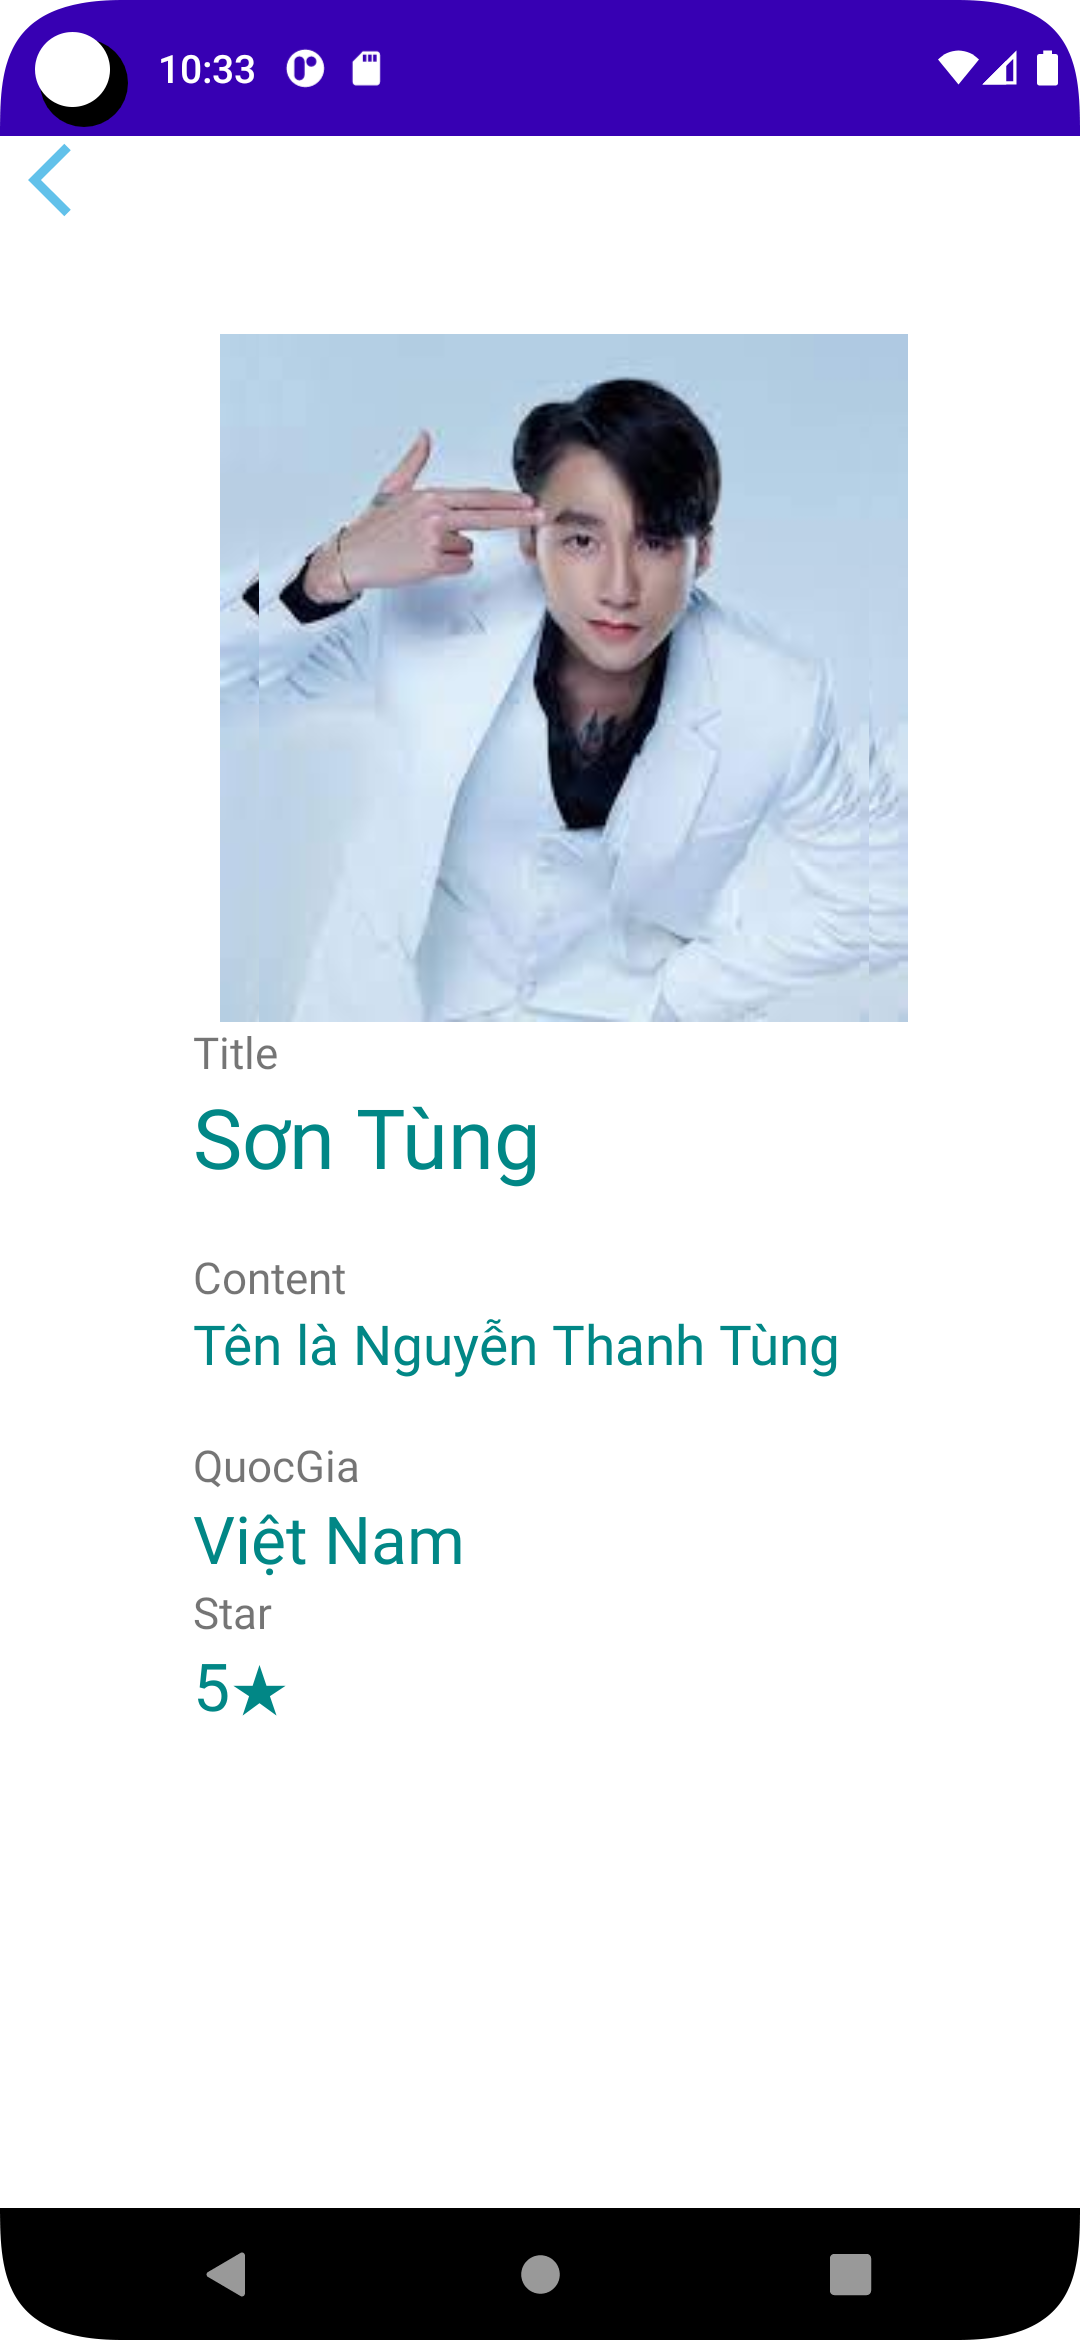 10:33
Title
Sơn Tùng
Content
Tên là Nguyễn Thanh Tùng
QuocGia
Việt Nam
Star
5★